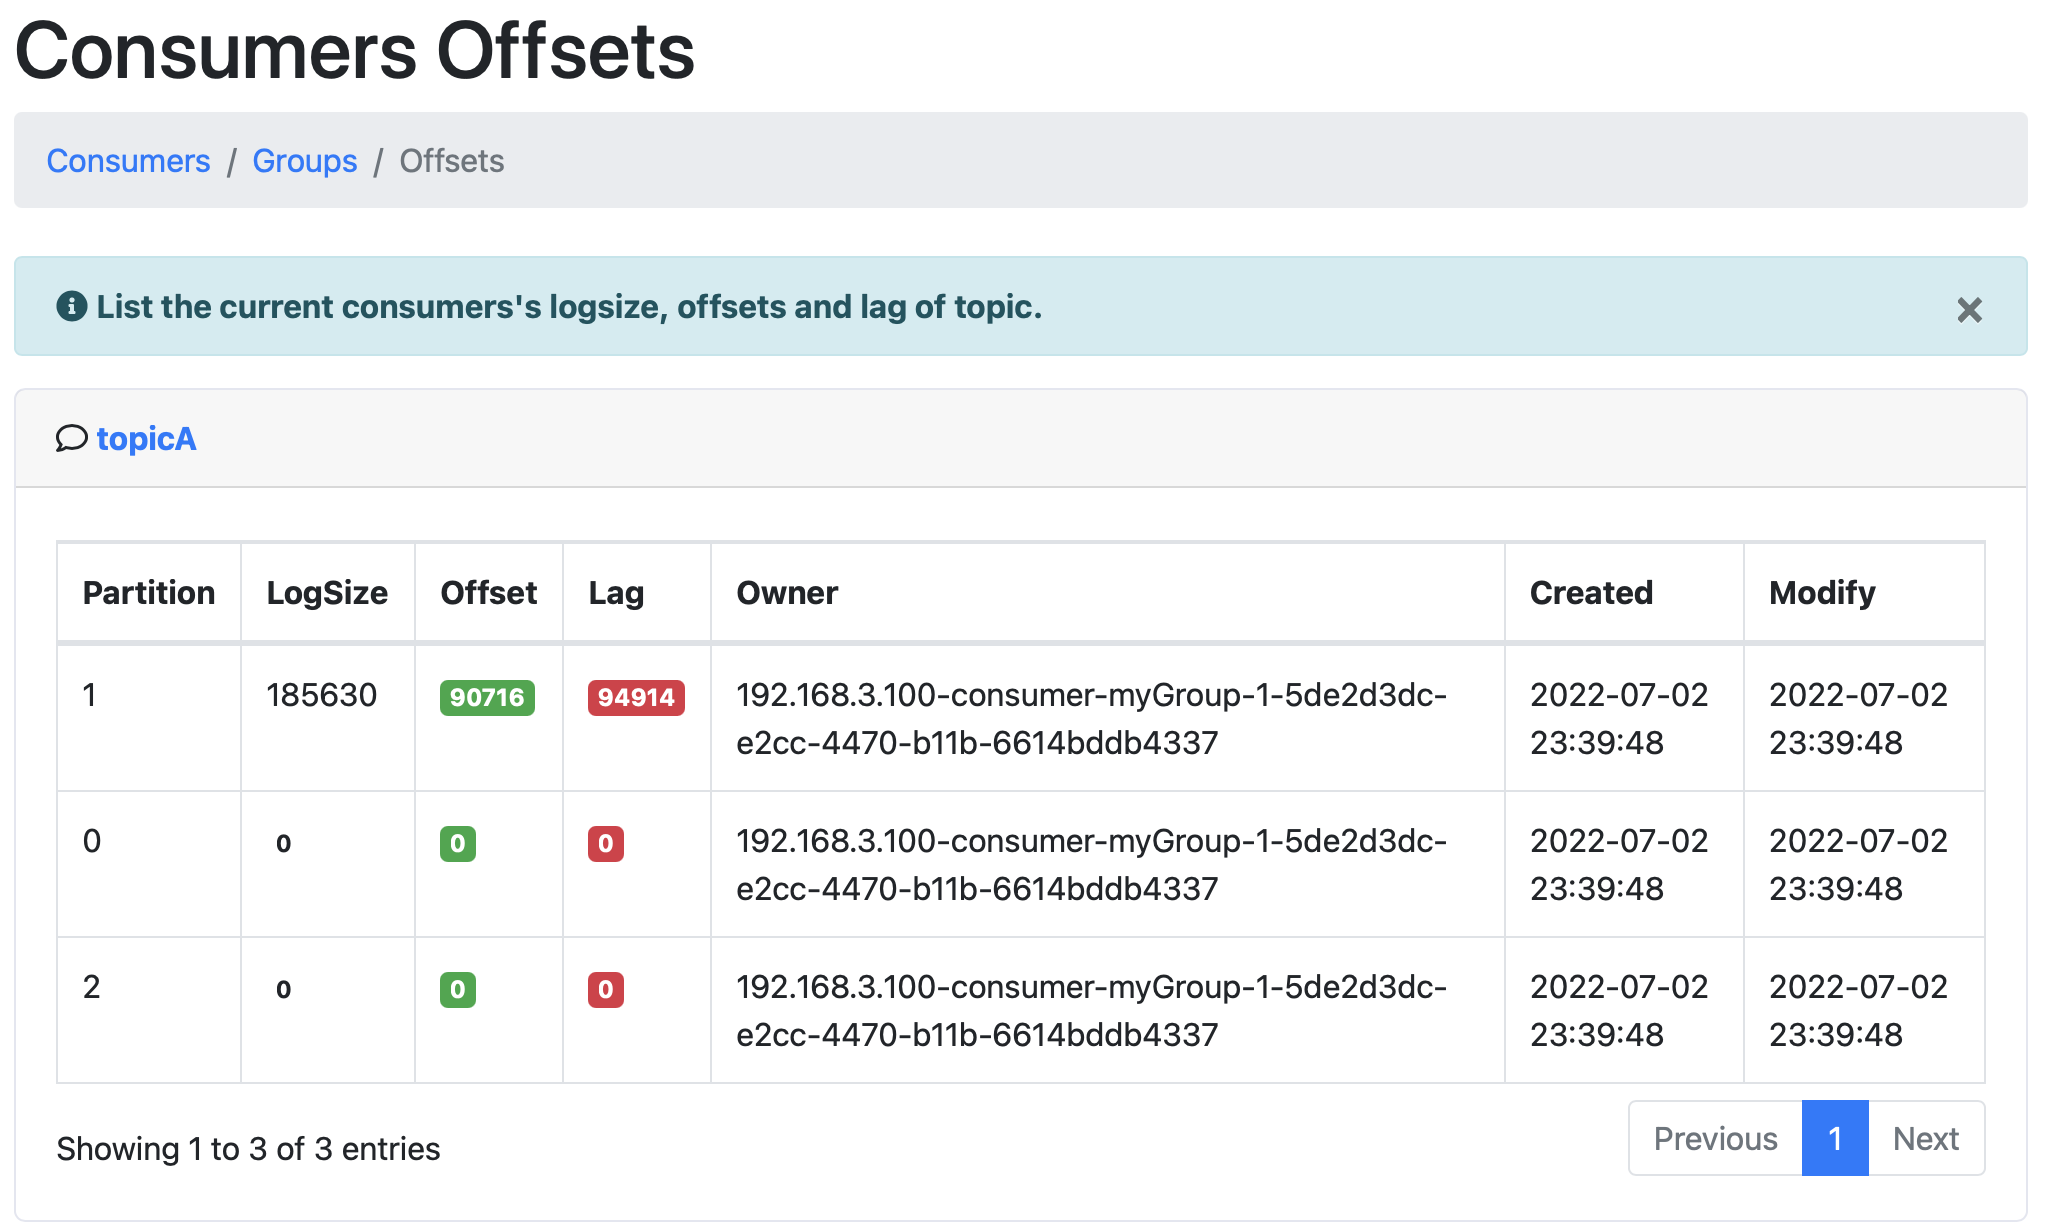 Consumers Offsets
Consumers / Groups / Offsets
List the current consumers's logsize, offsets and lag of topic.
topicA
Partition LogSize Offset Lag Owner Created Modify
1 185630 90716 94914 192.168.3.100-consumer-myGroup-1-5de2d3dc- 2022-07-02 2022-07-02
e2cc-4470-b11b-6614bddb4337 23:39:48 23:39:48
0 0 0 0 192.168.3.100-consumer-myGroup-1-5de2d3dc- 2022-07-02 2022-07-02
e2cc-4470-b11b-6614bddb4337 23:39:48 23:39:48
2 0 0 0 192.168.3.100-consumer-myGroup-1-5de2d3dc- 2022-07-02 2022-07-02
e2cc-4470-b11b-6614bddb4337 23:39:48 23:39:48
Showing 1 to 3 of 3 entries Previous 1 Next